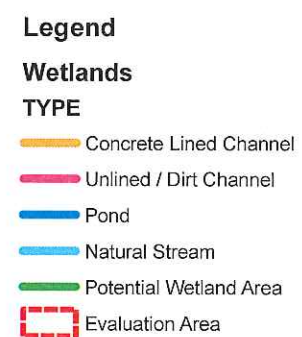 Legend
Wetlands
TYPE
Concrete Lined Channel
Unlined / Dirt Channel
Pond
Natural Stream
Potential Wetland Area
Evaluation Area